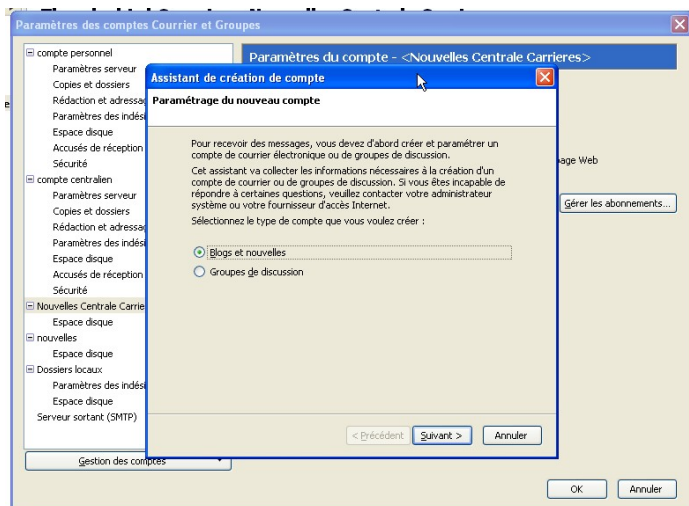 Paramètres des comptes Courrier et Groupes
compte personnel
Paramètres serveur
Copies et dossiers
Rédaction et
Paramètres des
Espace disque
Accusés de réception
Sécurité
compte centralien
Paramètres serveur
Copies et dossiers
Rédaction et
Paramètres des
Espace disque
Accusés de réception
Sécurité
Nouvelles Centrale
Espace disque
nouvelles
Espace disque
Dossiers locaux
Paramètres des
Espace disque
Serveur sortant (SMTP)
Gestion des comptes
Paramètres du compte - <Nouvelles Centrale Carrieres>
Web
Gérer les abonnements...
OK
Annuler
Assistant de création de compte
Paramétrage du nouveau compte
Pour recevoir des messages, vous devez d'abord créer et paramétrer un
compte de courrier électronique ou de groupes de discussion.
Cet assistant va collecter les informations nécessaires à la création d'un
compte de courrier ou de groupes de discussion. Si vous êtes incapable de
répondre à certaines questions, veuillez contacter votre administrateur
système ou votre fournisseur d'accès Internet.
Sélectionnez le type de compte que vous voulez créer :
Blogs et nouvelles
Groupes de discussion
< Précédent
Suivant >
Annuler